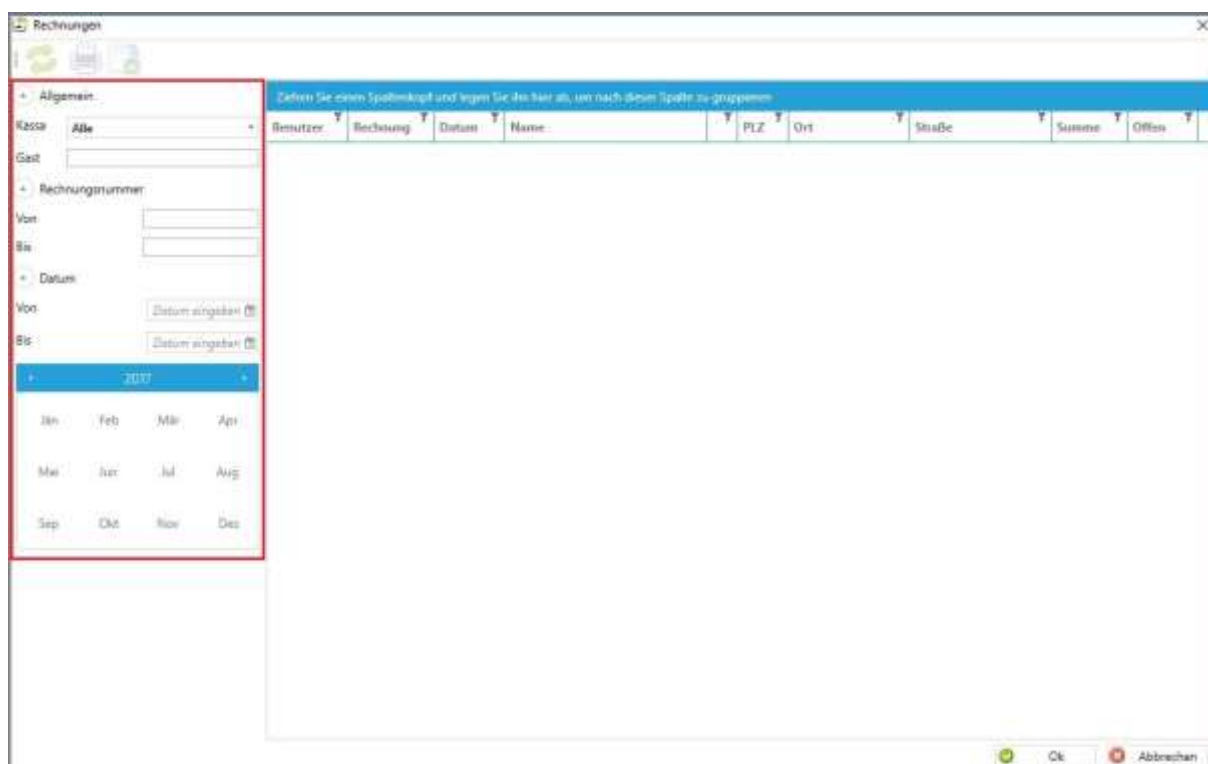 Rechnungen
Allgemein
Kassa Alle
Gast
Rechnungsnummer
Von
Bis
Datum
Von Datum eingeben
Bis Datum eingeben
2017
Jän Feb Mär Apr
Mai Jun Jul Aug
Sep Okt Nov Dez
Ziehen Sie einen Spaltenkopf und legen Sie ihn hier ab, um nach dieser Spalte zu gruppieren
Benutzer Rechnung Datum Name PLZ Ort Straße Summe Offen
Ok Abbrechen